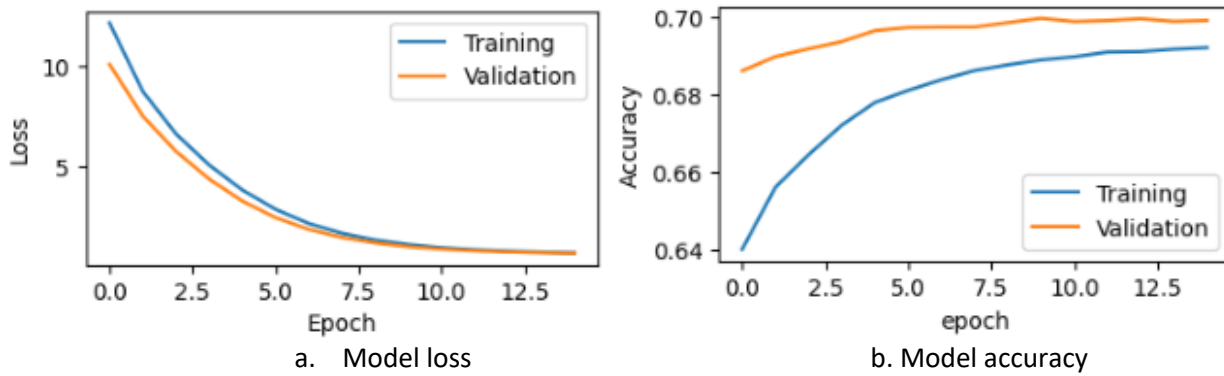 Training
Validation
10
5
Loss
0.0 2.5 5.0 7.5 10.0 12.5
Epoch
a. Model loss
0.70
0.68
0.66
0.64
Accuracy
Training
Validation
0.0 2.5 5.0 7.5 10.0 12.5
epoch
b. Model accuracy